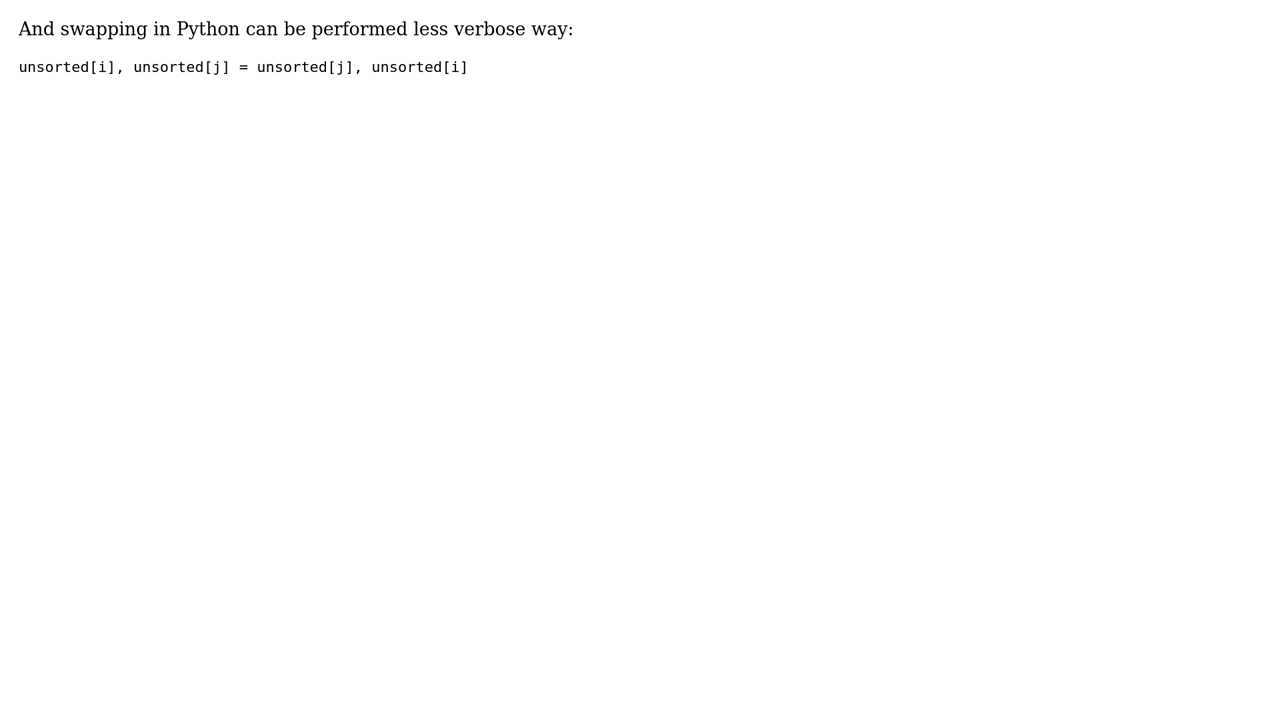 And swapping in Python can be performed less verbose way:
unsorted[i], unsorted[j] = unsorted[j], unsorted[i]